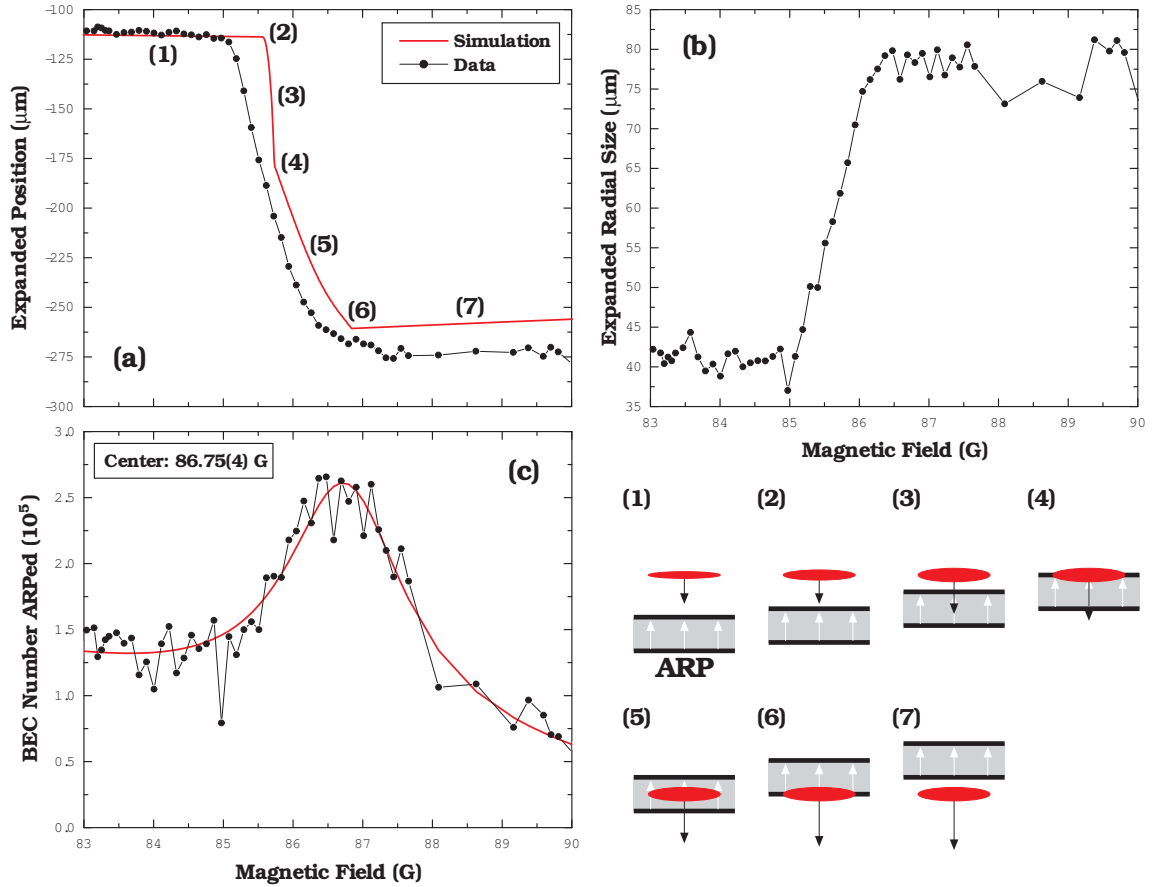 −100
−125
−150
−175
−200
−225
−250
−275
−300
Expanded Position (μm)
(1)
(2)
(3)
(4)
(5)
(6)
(7)
Simulation
Data
(a)
85
80
75
70
65
60
55
50
45
40
35
Expanded Radial Size (μm)
(b)
83 84 85 86 87 88 89 90
Magnetic Field (G)
3.0
2.5
2.0
1.5
1.0
0.5
0.0
BEC Number ARPed (10⁵)
Center: 86.75(4) G
(c)
83 84 85 86 87 88 89 90
Magnetic Field (G)
(1) (2) (3) (4)
ARP
(5) (6) (7)